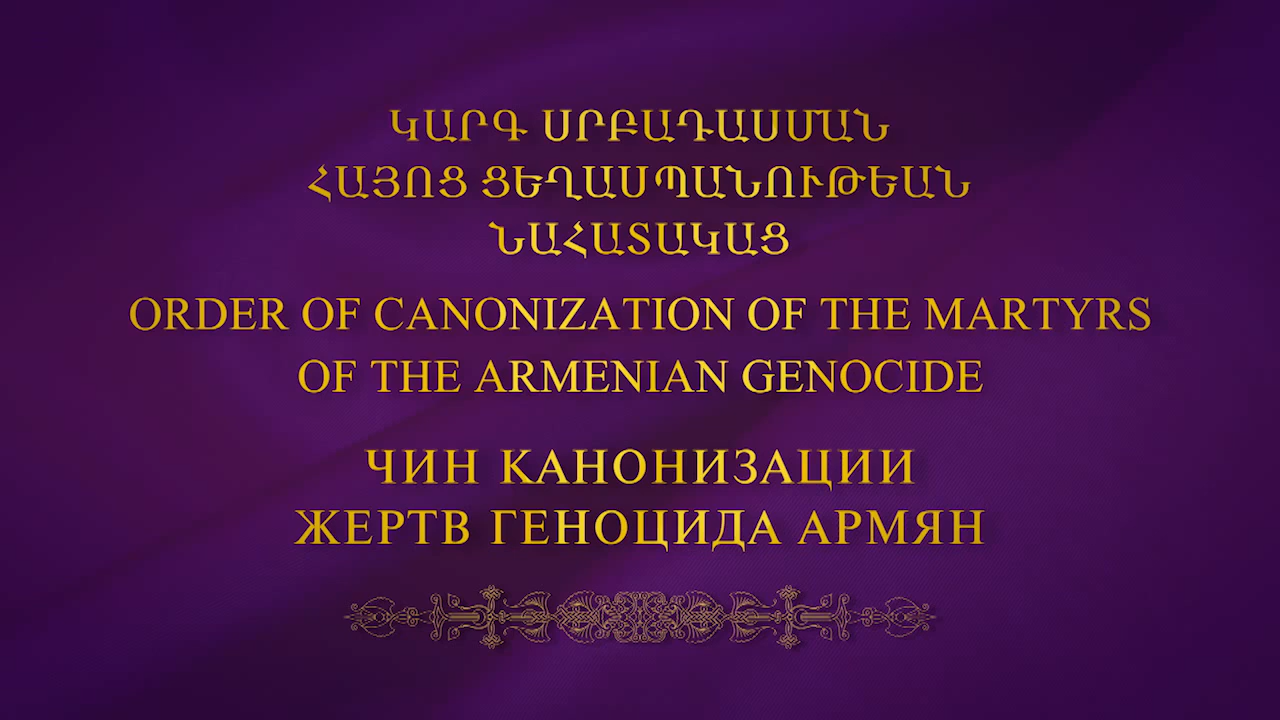 ԿԱՐԳ ՍՐԲԱԴԱՍՄԱՆ
ՀԱՅՈՑ ՑԵՂԱՍՊԱՆՈՒԹԵԱՆ
ՆԱՀԱՏԱԿԱՑ
ORDER OF CANONIZATION OF THE MARTYRS
OF THE ARMENIAN GENOCIDE
ЧИН КАНОНИЗАЦИИ
ЖЕРТВ ГЕНОЦИДА АРМЯН